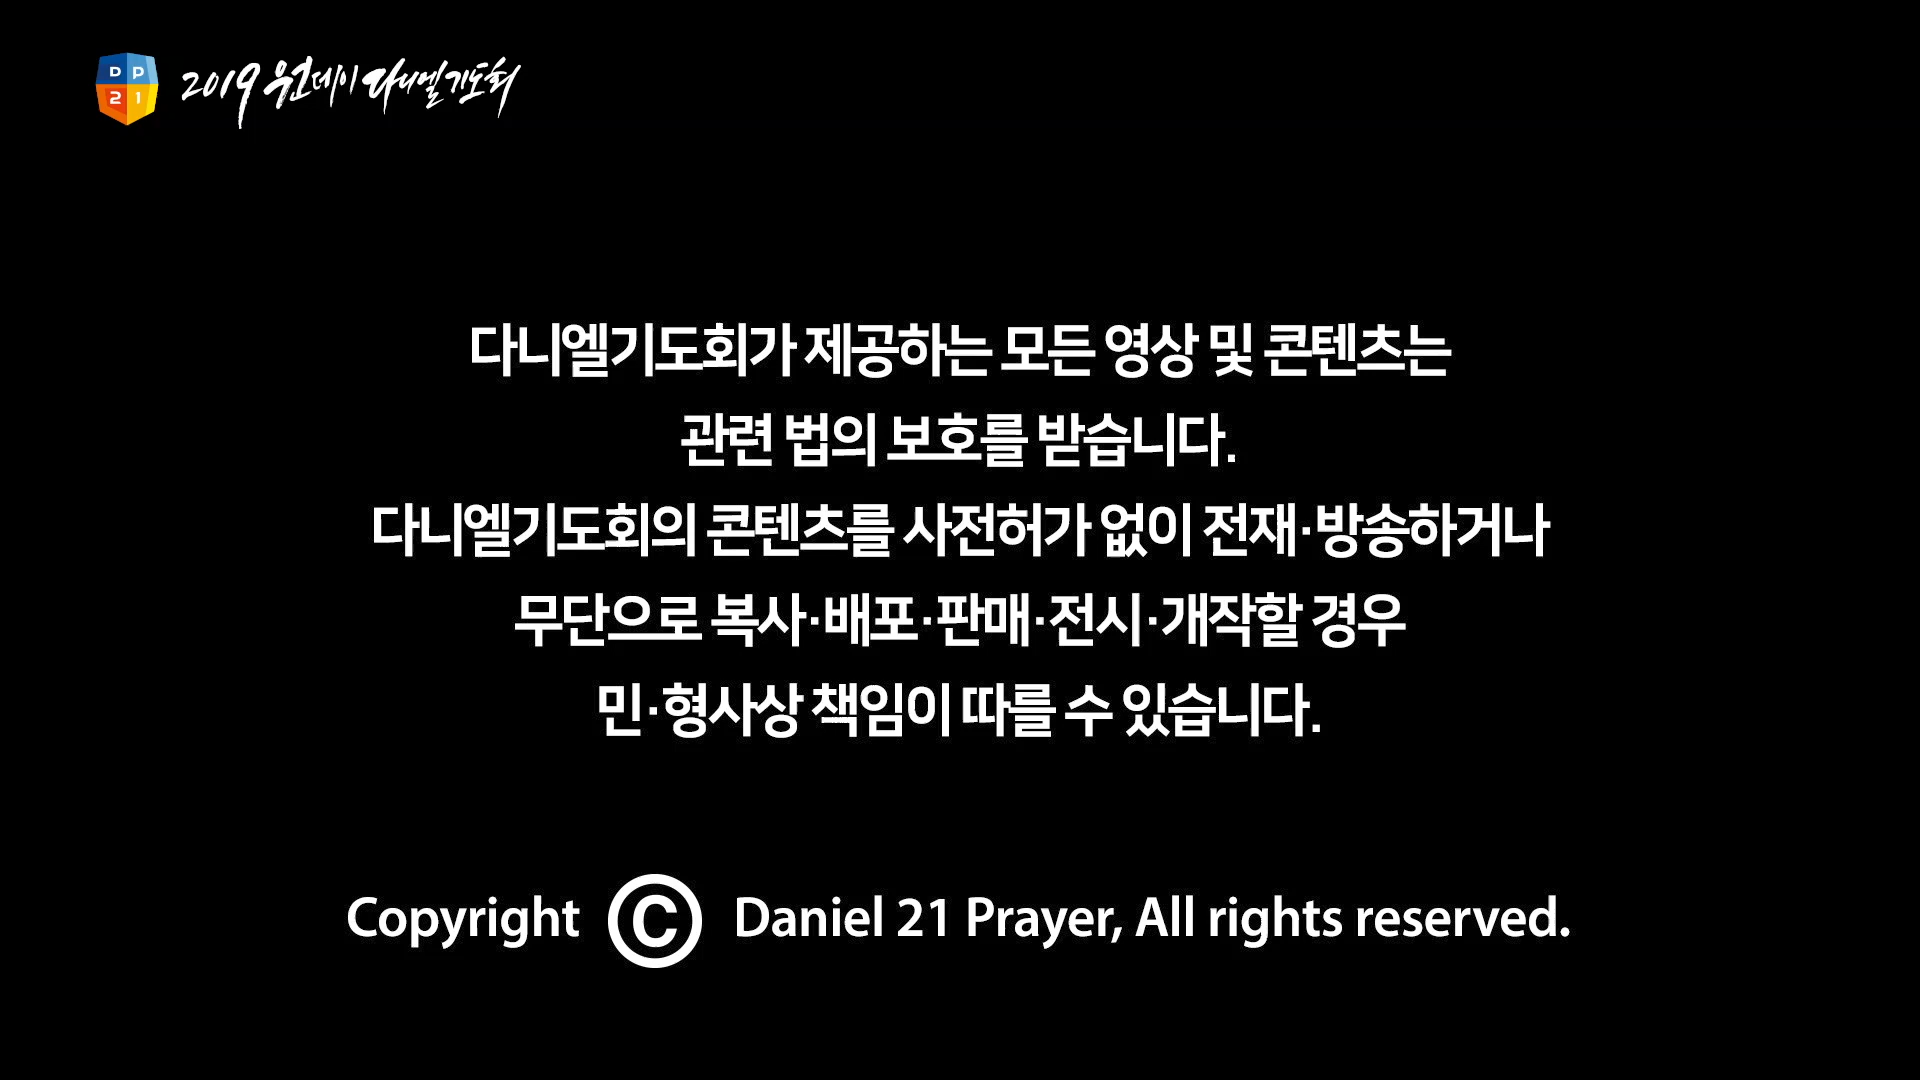 DP
21
2019 원데이 다니엘기도회
다니엘기도회가 제공하는 모든 영상 및 콘텐츠는
관련 법의 보호를 받습니다.
다니엘기도회의 콘텐츠를 사전허가 없이 전재·방송하거나
무단으로 복사·배포·판매·전시·개작할 경우
민·형사상 책임이 따를 수 있습니다.
Copyright © Daniel 21 Prayer, All rights reserved.